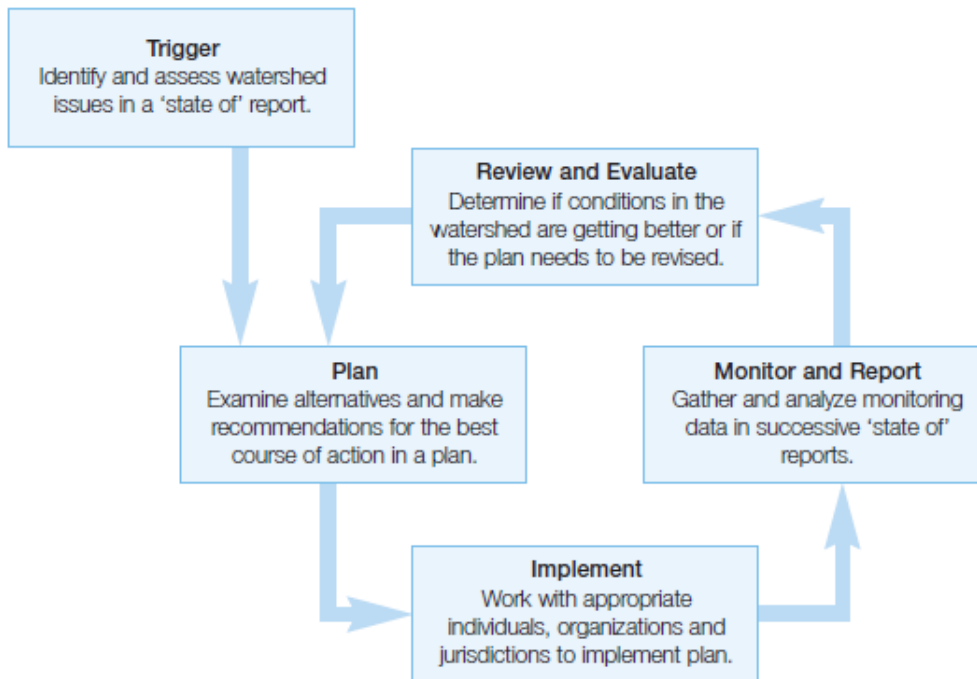 Trigger
Identify and assess watershed
issues in a ‘state of’ report.
Review and Evaluate
Determine if conditions in the
watershed are getting better or if
the plan needs to be revised.
Plan
Examine alternatives and make
recommendations for the best
course of action in a plan.
Monitor and Report
Gather and analyze monitoring
data in successive ‘state of’
reports.
Implement
Work with appropriate
individuals, organizations and
jurisdictions to implement plan.